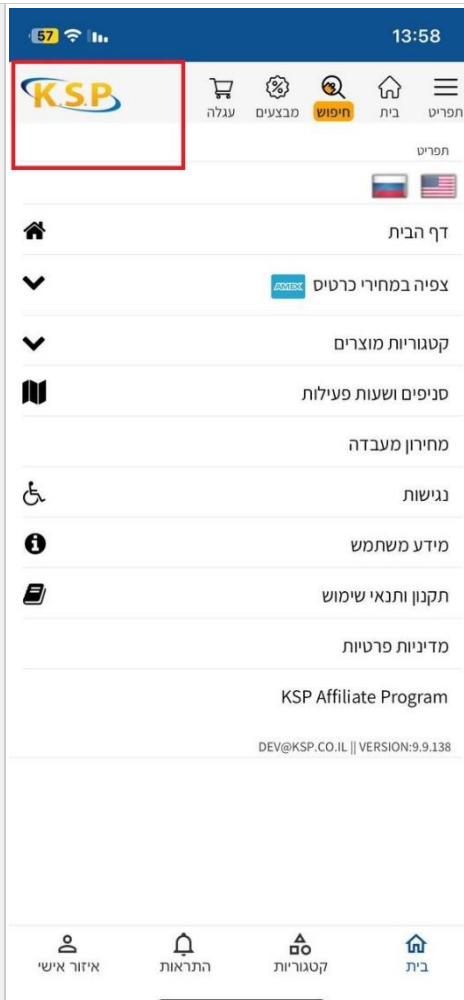 13:58
57
תפריט
בית
חיפוש
מבצעים
עגלה
K.S.P
תפריט
דף הבית
צפיה במחירי כרטיס AMEX
קטגוריות מוצרים
סניפים ושעות פעילות
מחירון מעבדה
נגישות
מידע משתמש
תקנון ותנאי שימוש
מדיניות פרטיות
KSP Affiliate Program
DEV@KSP.CO.IL || VERSION:9.9.138
בית
קטגוריות
התראות
איזור אישי